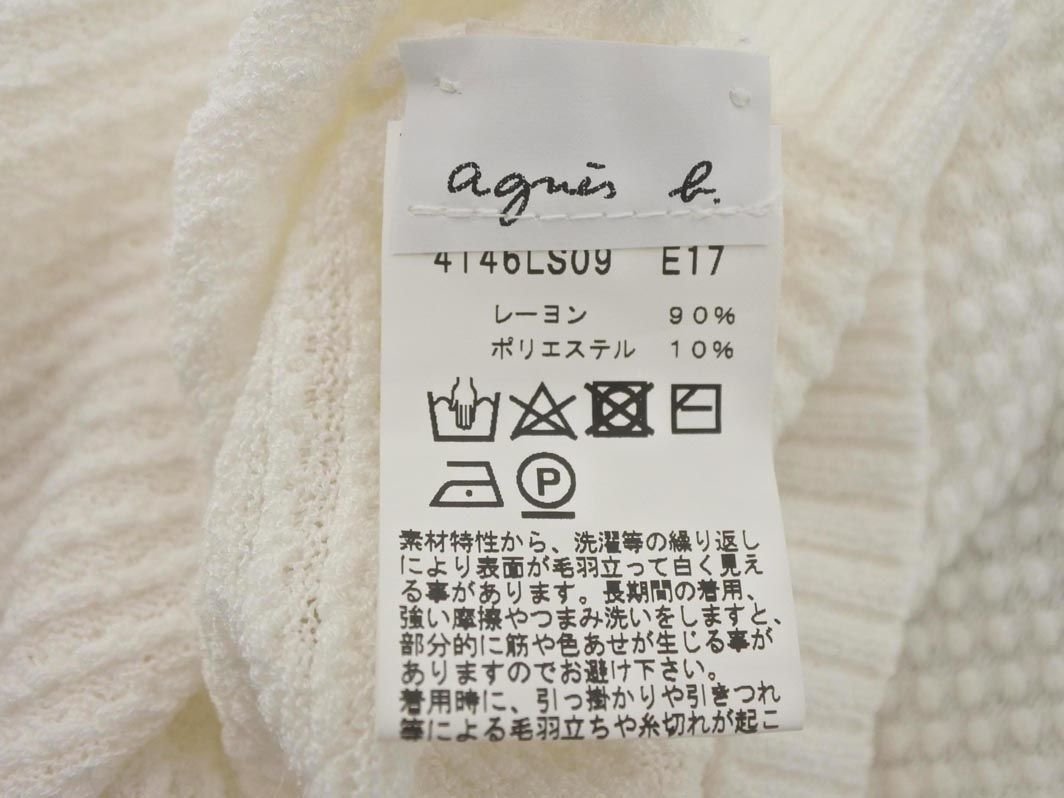 agnès b.
4146LS09 E17
レーヨン 90%
ポリエステル 10%
P
素材特性から、洗濯等の繰り返し
により表面が毛羽立って白く見え
る事があります。長期間の着用、
強い摩擦やつまみ洗いをしますと、
部分的に筋や色あせが生じる事が
ありますのでお避け下さい。
着用時に、引っ掛かりや引きつれ
等による毛羽立ちや糸切れが起こ